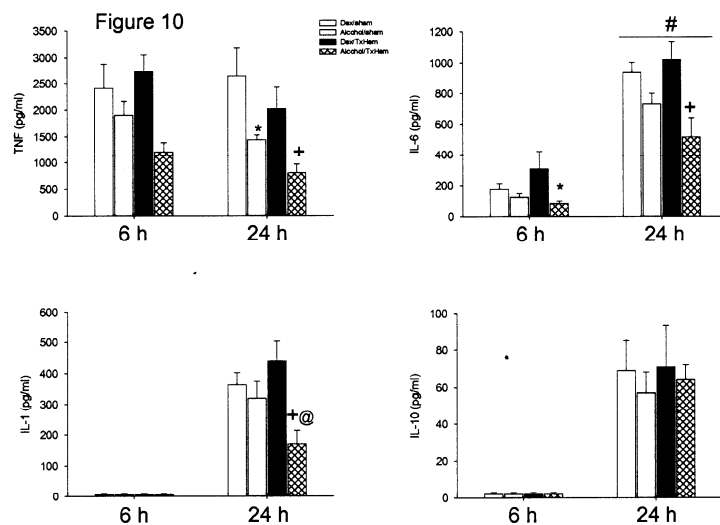 Figure 10
Dex/sham
Alcohol/sham
Dex/TxHem
Alcohol/TxHem
TNF (pg/ml)
3500
3000
2500
2000
1500
1000
500
0
*
+
6 h
24 h
IL-6 (pg/ml)
1200
1000
800
600
400
200
0
*
#
+
6 h
24 h
IL-1 (pg/ml)
600
500
400
300
200
100
0
+@
6 h
24 h
IL-10 (pg/ml)
100
80
60
40
20
0
6 h
24 h